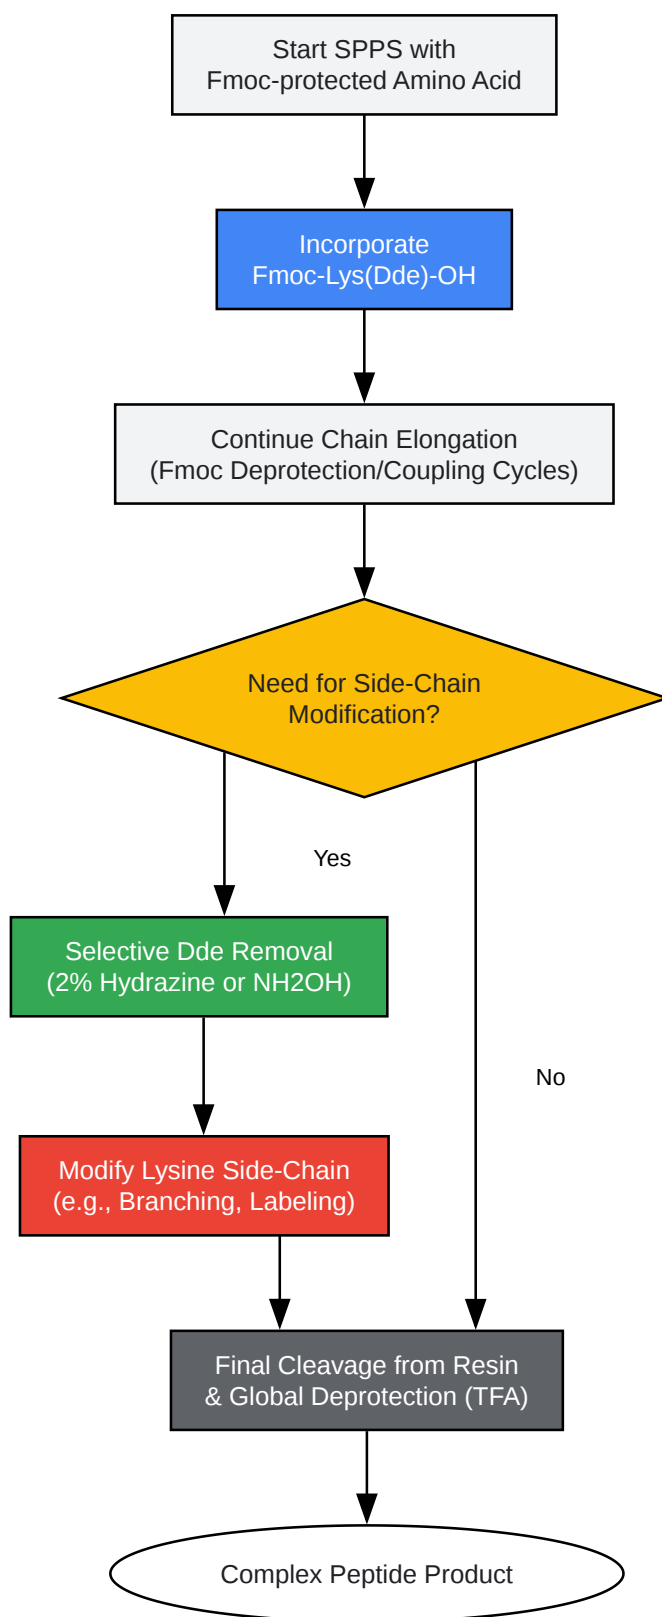 Start SPPS with
Fmoc-protected Amino Acid
Incorporate
Fmoc-Lys(Dde)-OH
Continue Chain Elongation
(Fmoc Deprotection/Coupling Cycles)
Need for Side-Chain
Modification?
Yes
Selective Dde Removal
(2% Hydrazine or NH2OH)
No
Modify Lysine Side-Chain
(e.g., Branching, Labeling)
Final Cleavage from Resin
& Global Deprotection (TFA)
Complex Peptide Product